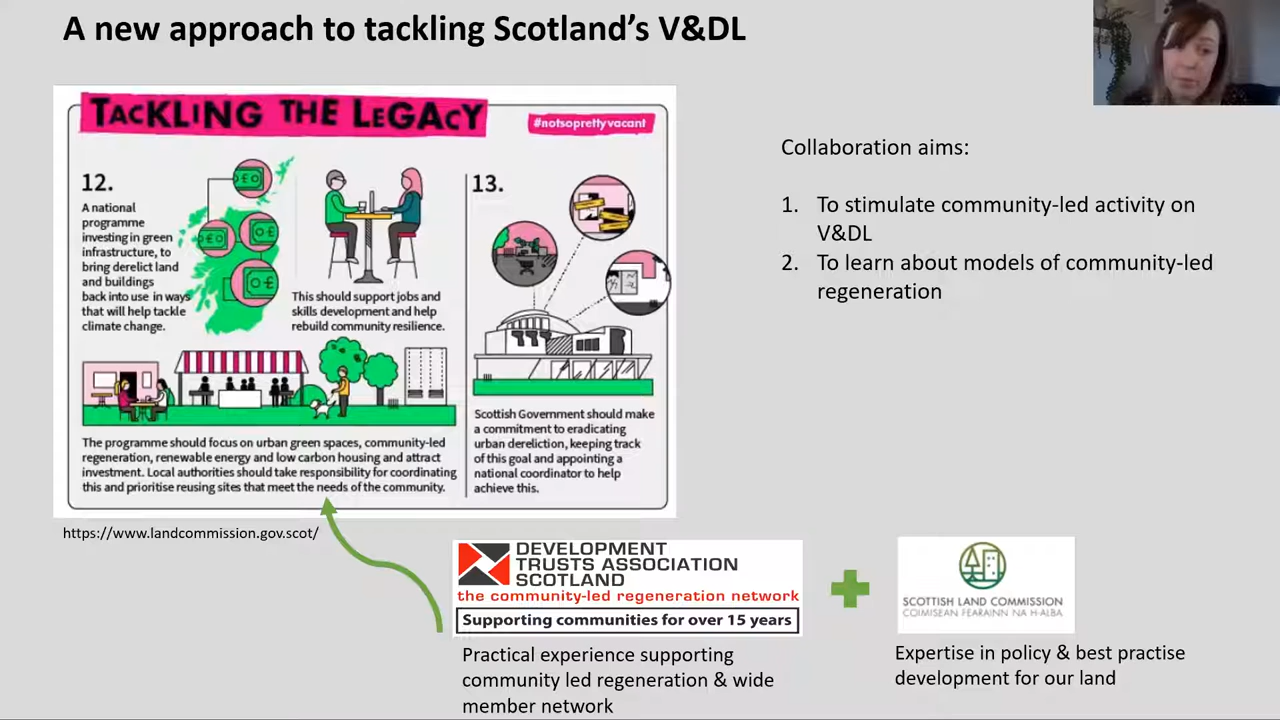 A new approach to tackling Scotland's V&DL
TACKLING THE LEGACY
#notsoprettyvacant
12.
A national
programme
investing in green
infrastructure, to
bring derelict land
and buildings
back into use in ways
that will help tackle
climate change.
This should support jobs and
skills development and help
rebuild community resilience.
The programme should focus on urban green spaces, community-led
regeneration, renewable energy and low carbon housing and attract
investment. Local authorities should take responsibility for coordinating
this and prioritise reusing sites that meet the needs of the community.
13.
Scottish Government should make
a commitment to eradicating
urban dereliction, keeping track
of this goal and appointing a
national coordinator to help
achieve this.
https://www.landcommission.gov.scot/
Collaboration aims:
1. To stimulate community-led activity on
V&DL
2. To learn about models of community-led
regeneration
DEVELOPMENT
TRUSTS ASSOCIATION
SCOTLAND
the community-led regeneration network
Supporting communities for over 15 years
Practical experience supporting
community led regeneration & wide
member network
SCOTTISH LAND COMMISSION
COIMISEAN FEARAINN NA H-ALBA
Expertise in policy & best practise
development for our land